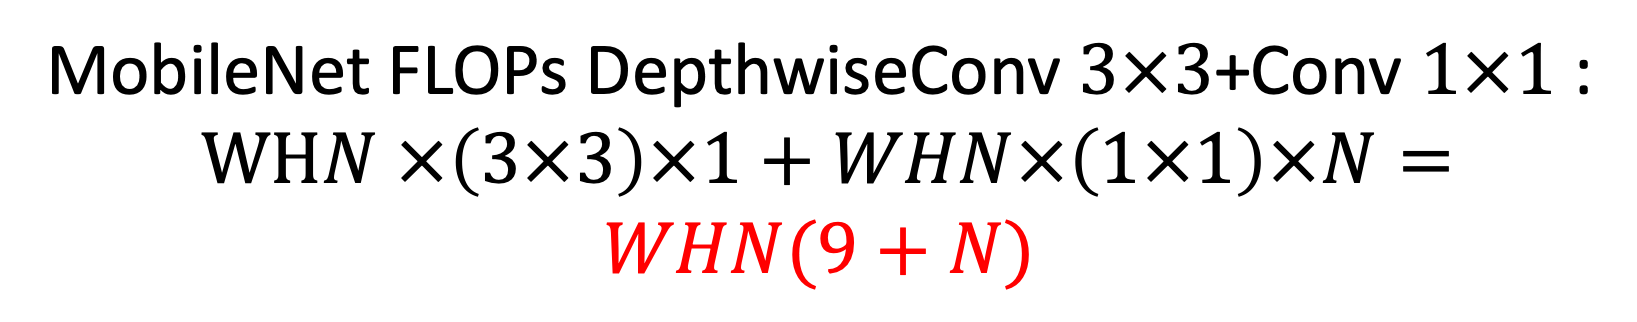 MobileNet FLOPs DepthwiseConv 3×3+Conv 1×1 :
WHN ×(3×3)×1 + WHN×(1×1)×N =
WHN(9 + N)